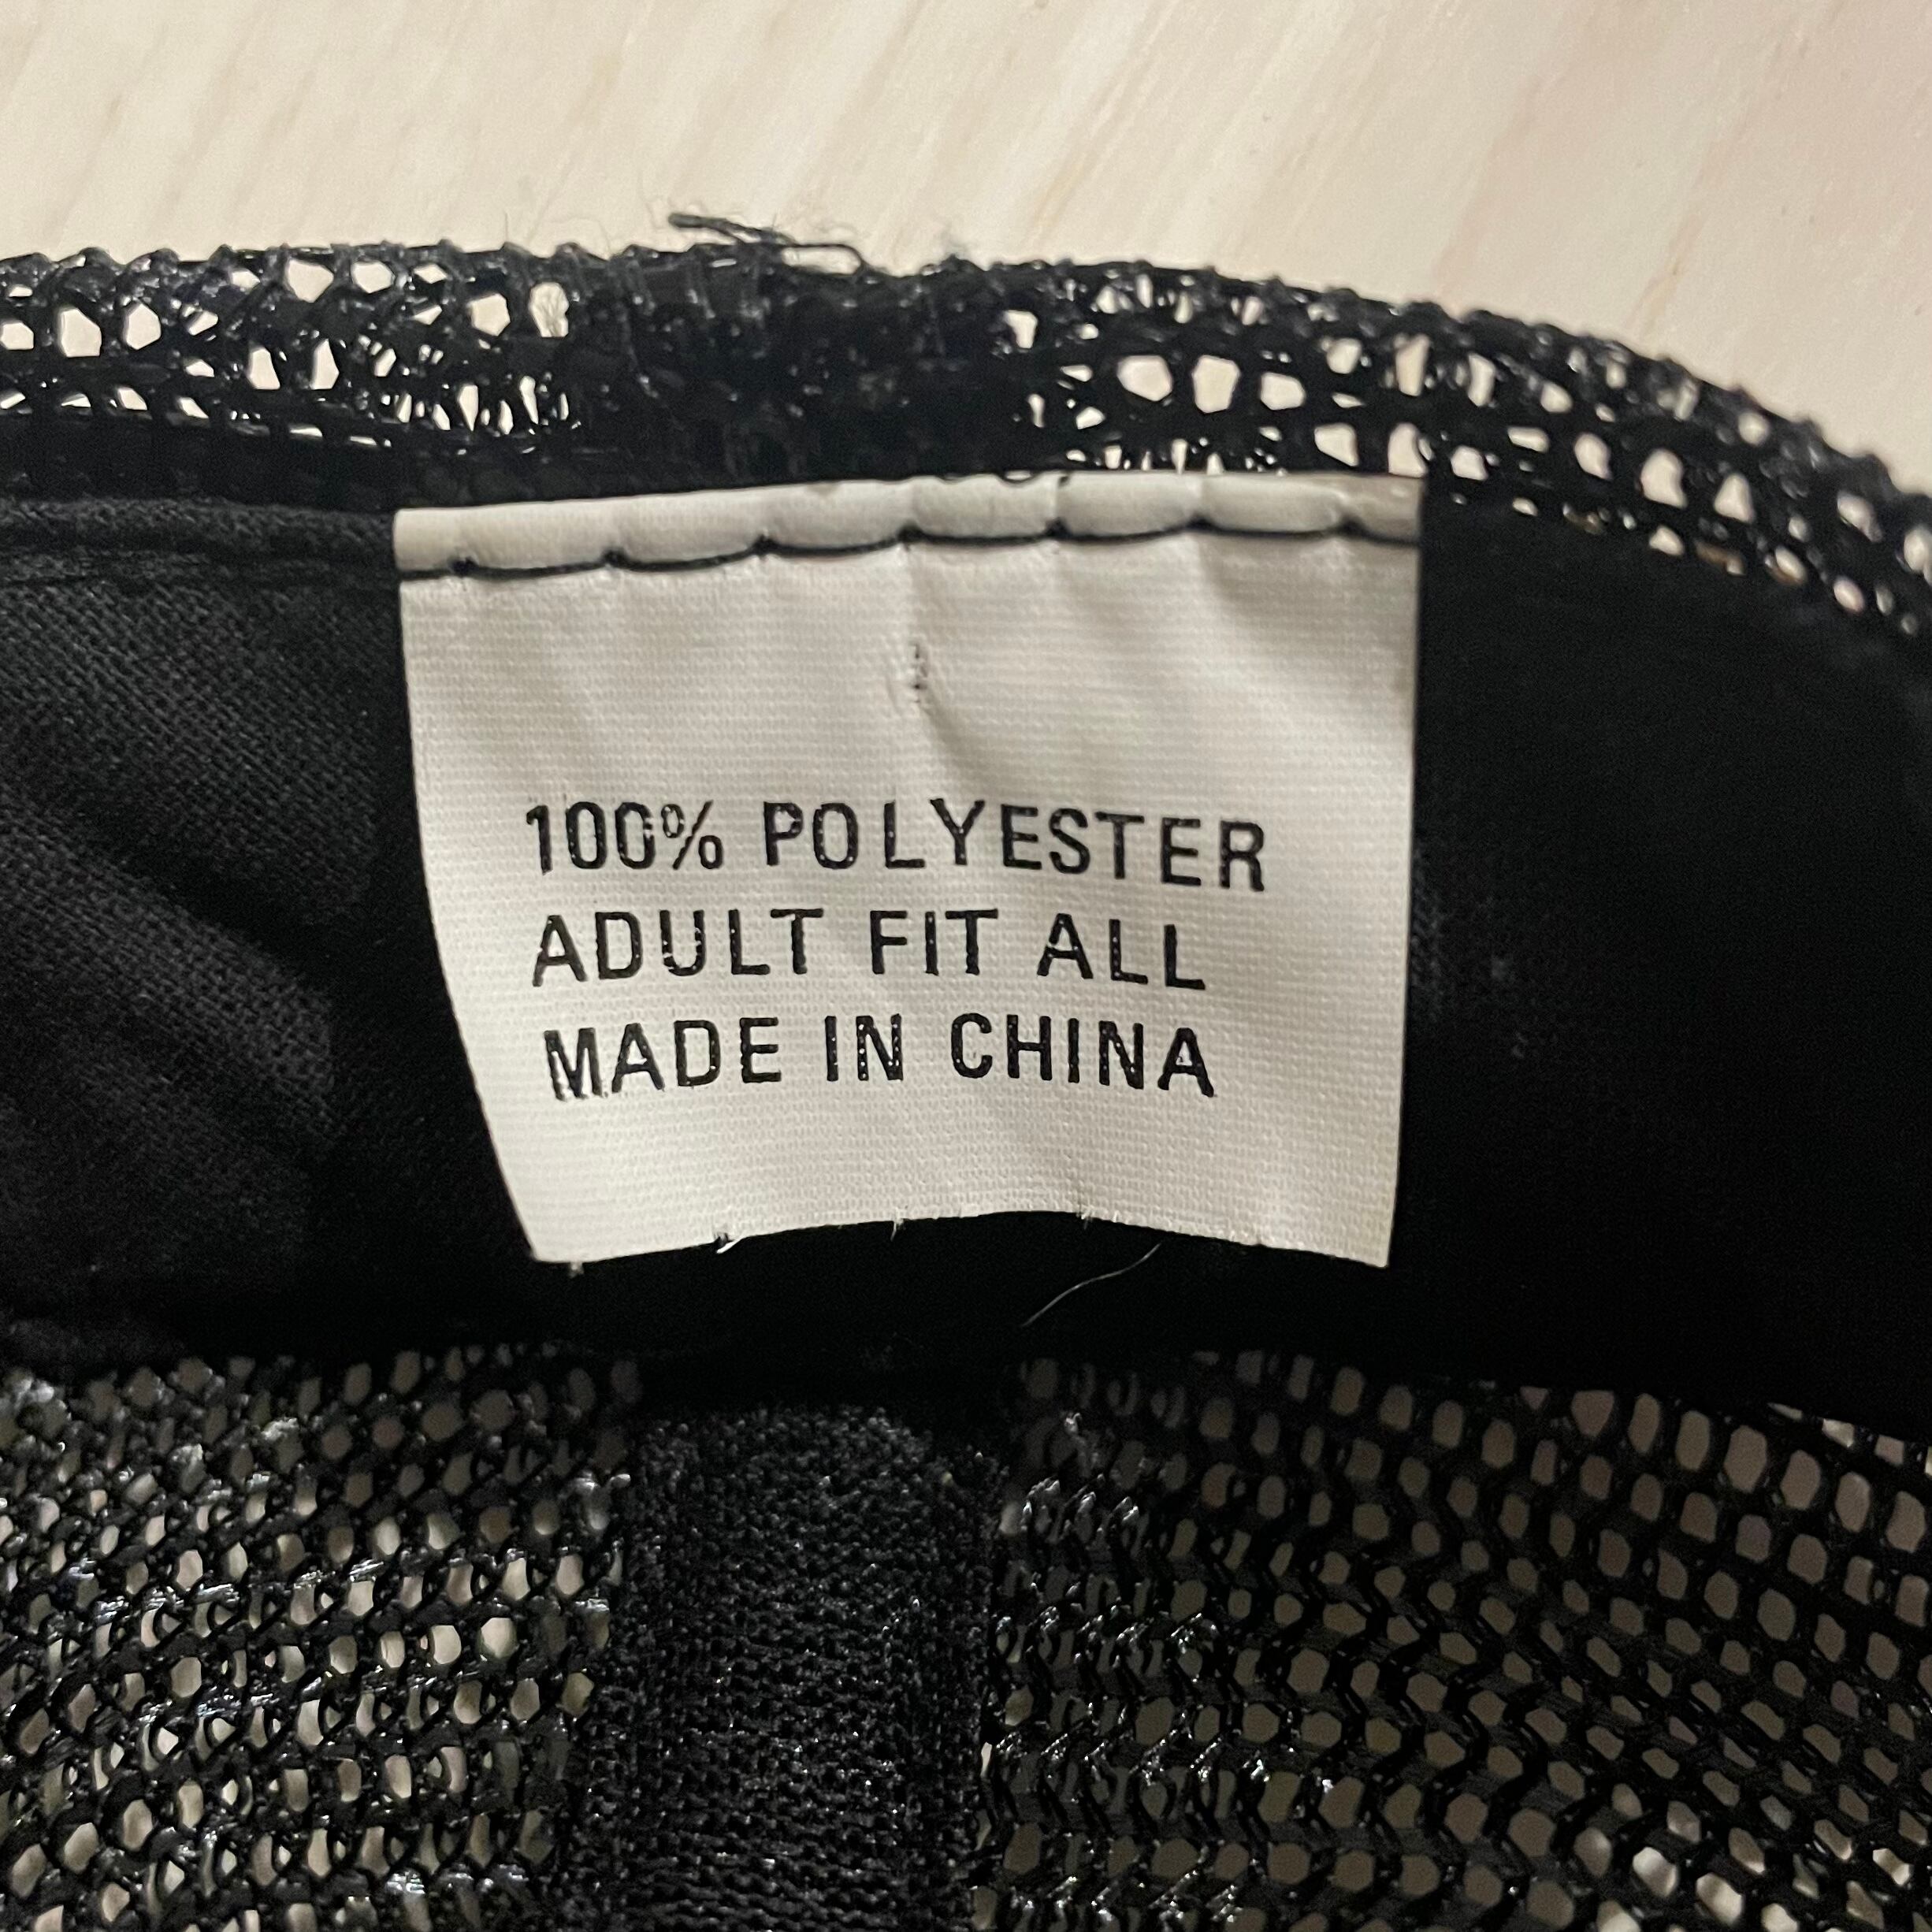 100% POLYESTER
ADULT FIT ALL
MADE IN CHINA